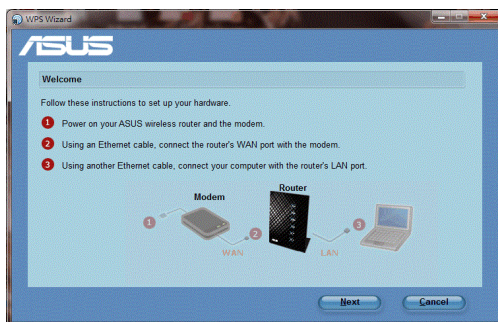 WPS Wizard
ASUS
Welcome
Follow these instructions to set up your hardware.
1 Power on your ASUS wireless router and the modem.
2 Using an Ethernet cable, connect the router's WAN port with the modem.
3 Using another Ethernet cable, connect your computer with the router's LAN port.
Modem
Router
1
2
3
WAN
LAN
Next
Cancel